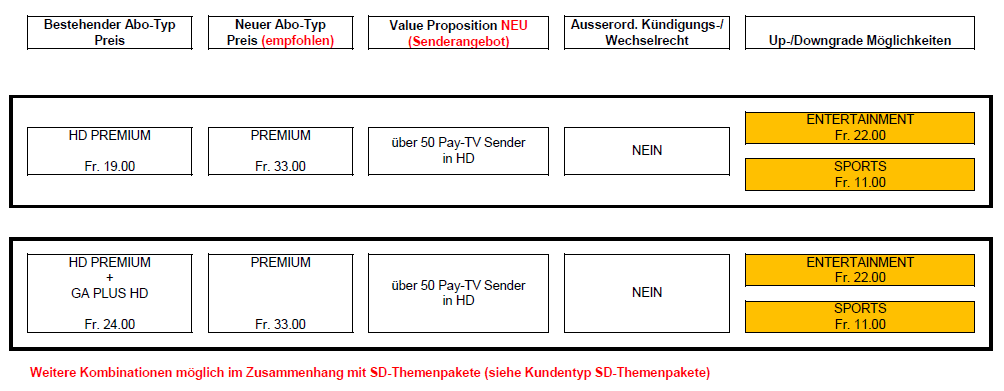 Bestehender Abo-Typ
Preis
Neuer Abo-Typ
Preis (empfohlen)
Value Proposition NEU
(Senderangebot)
Ausserord. Kündigungs-/
Wechselrecht
Up-/Downgrade Möglichkeiten
HD PREMIUM
Fr. 19.00
PREMIUM
Fr. 33.00
über 50 Pay-TV Sender
in HD
NEIN
ENTERTAINMENT
Fr. 22.00
SPORTS
Fr. 11.00
HD PREMIUM
+
GA PLUS HD
Fr. 24.00
PREMIUM
Fr. 33.00
über 50 Pay-TV Sender
in HD
NEIN
ENTERTAINMENT
Fr. 22.00
SPORTS
Fr. 11.00
Weitere Kombinationen möglich im Zusammenhang mit SD-Themenpakete (siehe Kundentyp SD-Themenpakete)